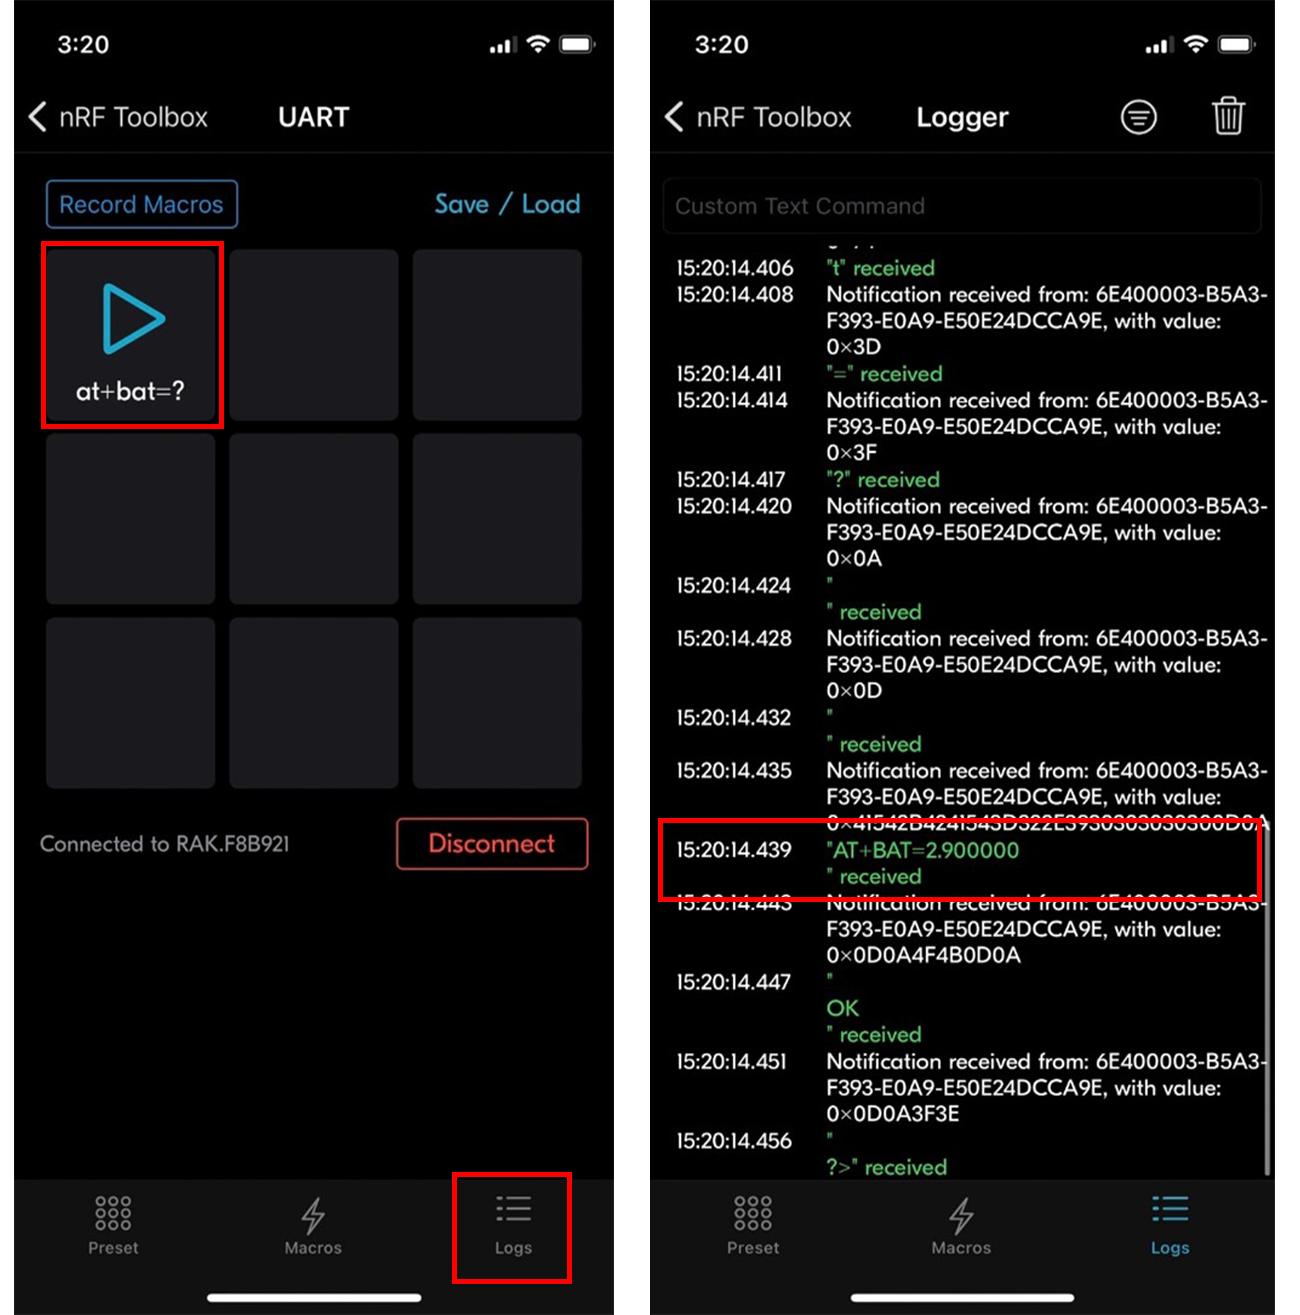 3:20
nRF Toolbox
UART
Record Macros
Save / Load
at+bat=?
Connected to RAK.F8B921
Disconnect
Preset
Macros
Logs
3:20
nRF Toolbox
Logger
Custom Text Command
15:20:14.406 "t" received
15:20:14.408 Notification received from: 6E400003-B5A3-
F393-E0A9-E50E24DCCA9E, with value:
0×3D
15:20:14.411 "=" received
15:20:14.414 Notification received from: 6E400003-B5A3-
F393-E0A9-E50E24DCCA9E, with value:
0×3F
15:20:14.417 "?" received
15:20:14.420 Notification received from: 6E400003-B5A3-
F393-E0A9-E50E24DCCA9E, with value:
0×0A
15:20:14.424 "
" received
15:20:14.428 Notification received from: 6E400003-B5A3-
F393-E0A9-E50E24DCCA9E, with value:
0×0D
15:20:14.432 "
" received
15:20:14.435 Notification received from: 6E400003-B5A3-
F393-E0A9-E50E24DCCA9E, with value:
15:20:14.439 "AT+BAT=2.900000
" received
15:20:14.443 Notification received from: 6E400003-B5A3-
F393-E0A9-E50E24DCCA9E, with value:
0×0D0A4F4B0D0A
15:20:14.447 "
OK
" received
15:20:14.451 Notification received from: 6E400003-B5A3-
F393-E0A9-E50E24DCCA9E, with value:
0×0D0A3F3E
15:20:14.456 "
?>" received
Preset
Macros
Logs